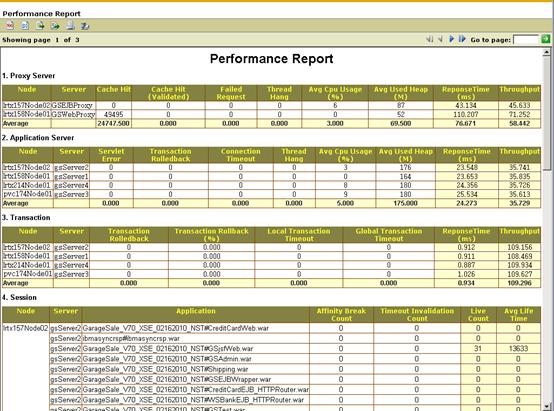 Performance Report
Showing page 1 of 3 Go to page:
Performance Report
1. Proxy Server
Node Server Cache Hit Cache Hit (Validated) Failed Request Thread Hang Avg Cpu Usage (%) Avg Used Heap (M) ReponseTime (ms) Throughput
lrtx157Node02 GSEJBProxy 0 0 0 0 6 87 43.134 45.633
lrtx158Node01 GSWebProxy 49495 0 0 0 0 52 110.207 71.252
Average 24747.500 0.000 0.000 0.000 3.000 69.500 76.671 58.442
2. Application Server
Node Server Servlet Error Transaction Rolledback Connection Timeout Thread Hang Avg Cpu Usage (%) Avg Used Heap (M) ReponseTime (ms) Throughput
lrtx157Node02 gsServer2 0 0 0 0 3 176 23.548 35.741
lrtx158Node01 gsServer1 0 0 0 0 0 164 23.653 35.835
lrtx214Node01 gsServer4 0 0 0 0 8 180 24.356 35.726
pvc174Node01 gsServer3 0 0 0 0 9 180 25.534 35.613
Average 0.000 0.000 0.000 0.000 5.000 175.000 24.273 35.729
3. Transaction
Node Server Transaction Rolledback Transaction Rollback (%) Local Transaction Timeout Global Transaction Timeout ReponseTime (ms) Throughput
lrtx157Node02 gsServer2 0 0.000 0 0 0.912 109.156
lrtx158Node01 gsServer1 0 0.000 0 0 0.911 108.469
lrtx214Node01 gsServer4 0 0.000 0 0 0.887 109.934
pvc174Node01 gsServer3 0 0.000 0 0 1.026 109.627
Average 0.000 0.000 0.000 0.000 0.934 109.296
4. Session
Node Server Application Affinity Break Count Timeout Invalidation Count Live Count Avg Life Time
lrtx157Node02 gsServer2 GarageSale_V70_XSE_02162010_NST#CreditCardWeb.war 0 0 0 0
gsServer2 ibmasyncrsp#ibmasyncrsp.war 0 0 0 0
gsServer2 GarageSale_V70_XSE_02162010_NST#GSjsfWeb.war 0 0 31 13633
gsServer2 GarageSale_V70_XSE_02162010_NST#GSAdmin.war 0 0 0 0
gsServer2 GarageSale_V70_XSE_02162010_NST#Shipping.war 0 0 0 0
gsServer2 GarageSale_V70_XSE_02162010_NST#GSEJBWrapper.war 0 0 0 0
gsServer2 GarageSale_V70_XSE_02162010_NST#CreditCardEJB_HTTPRouter.war 0 0 0 0
gsServer2 GarageSale_V70_XSE_02162010_NST#WSBankEJB_HTTPRouter.war 0 0 0 0
gsServer2 GarageSale_V70_XSE_02162010_NST#GSTest.war 0 0 0 0